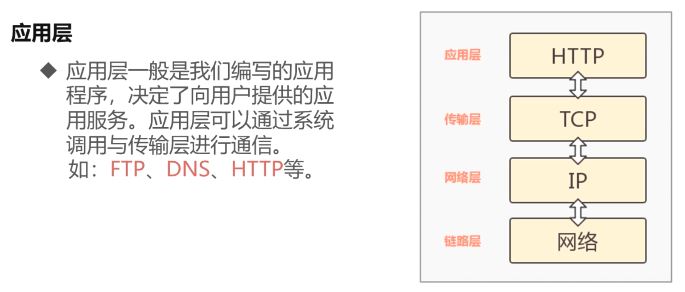 应用层
◆ 应用层一般是我们编写的应用
程序，决定了向用户提供的应
用服务。应用层可以通过系统
调用与传输层进行通信。
如：FTP、DNS、HTTP等。
应用层 HTTP
传输层 TCP
网络层 IP
链路层 网络